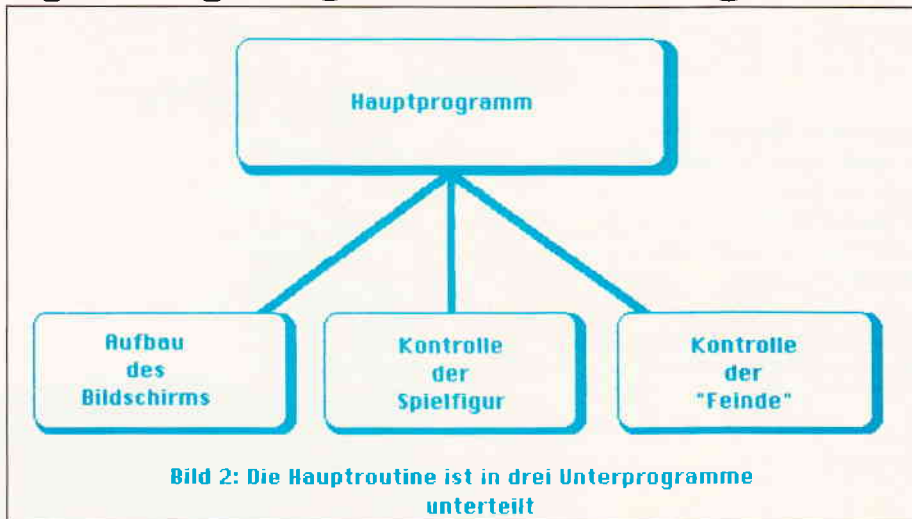 Hauptprogramm
Aufbau
des
Bildschirms
Kontrolle
der
Spielfigur
Kontrolle
der
"Feinde"
Bild 2: Die Hauptroutine ist in drei Unterprogramme
unterteilt